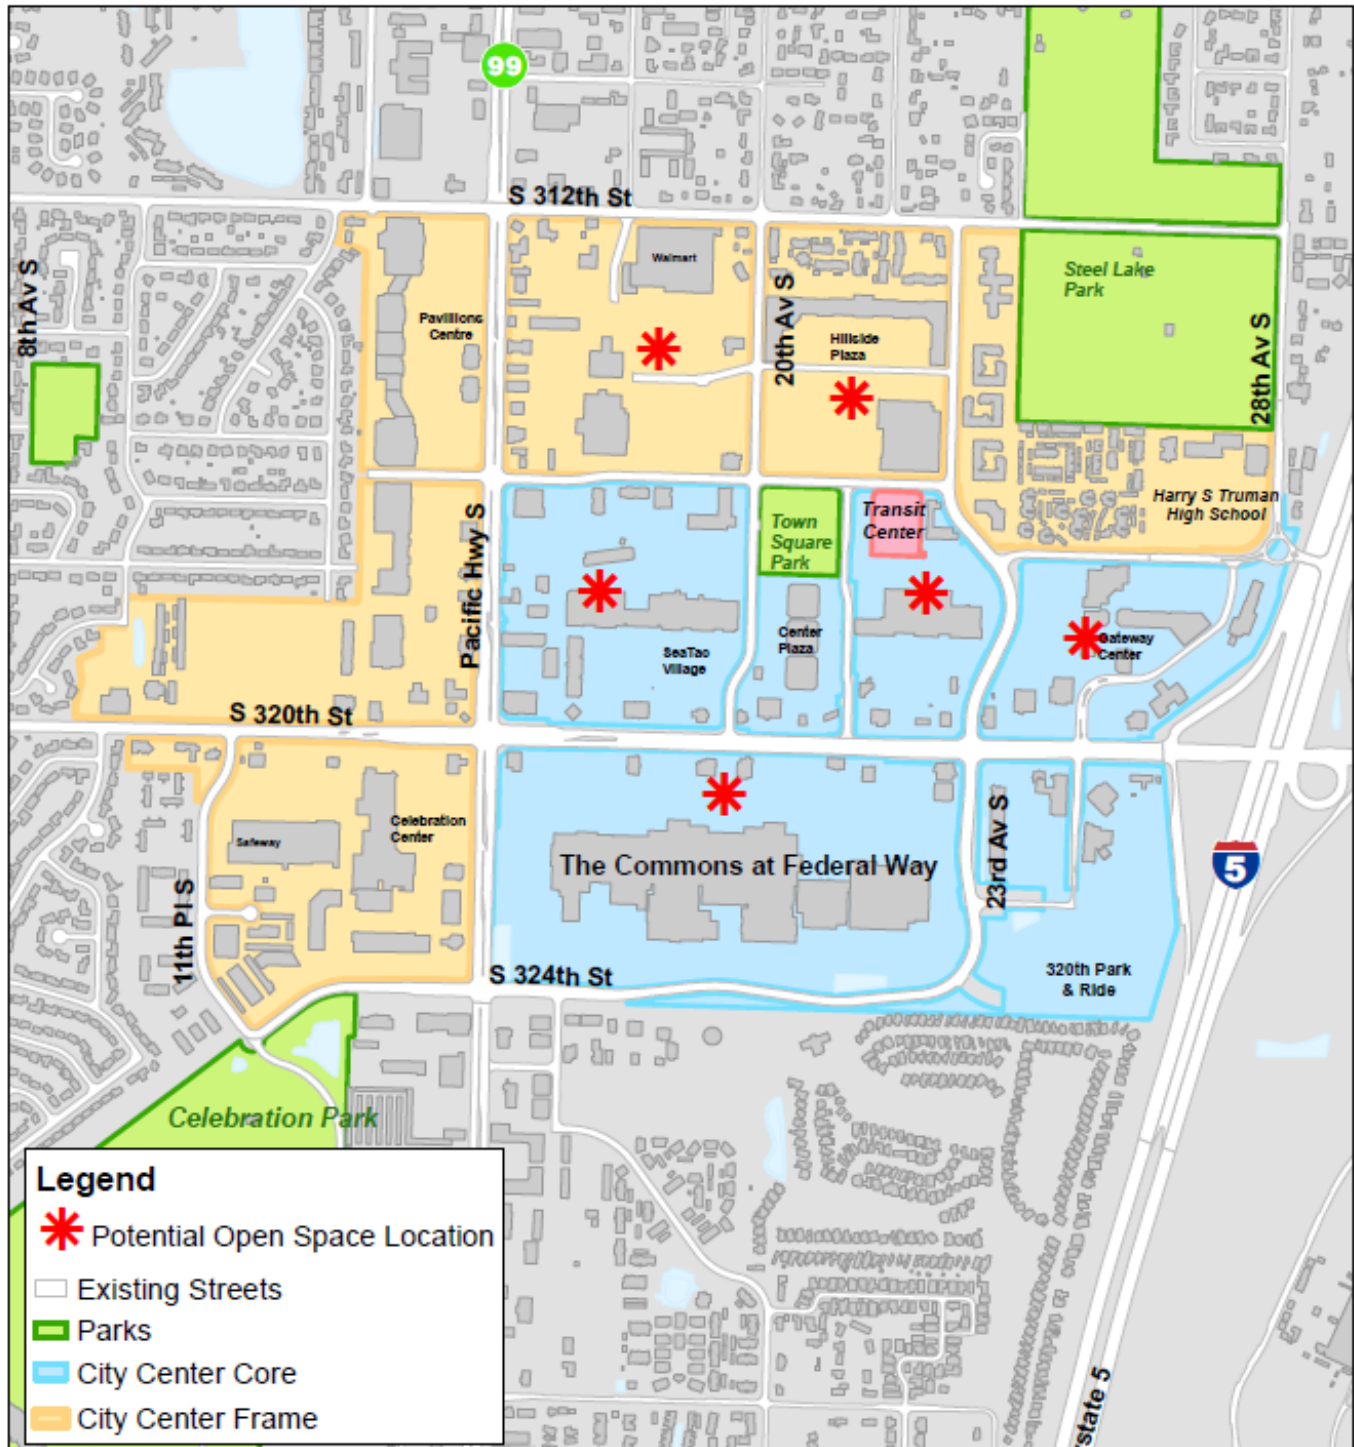 99
S 312th St
Walmart
8th Av S
Steel Lake
Park
20th Av S
Pavillions
Centre
Hillside
Plaza
28th Av S
Harry S Truman
High School
Pacific Hwy S
Town
Square
Park
Transit
Center
Center
Plaza
SeaTac
Village
Gateway
Center
S 320th St
Safeway
Celebration
Center
The Commons at Federal Way
23rd Av S
5
11th Pl S
S 324th St
320th Park
& Ride
Celebration Park
Legend
Potential Open Space Location
Existing Streets
Parks
City Center Core
City Center Frame
rstate 5